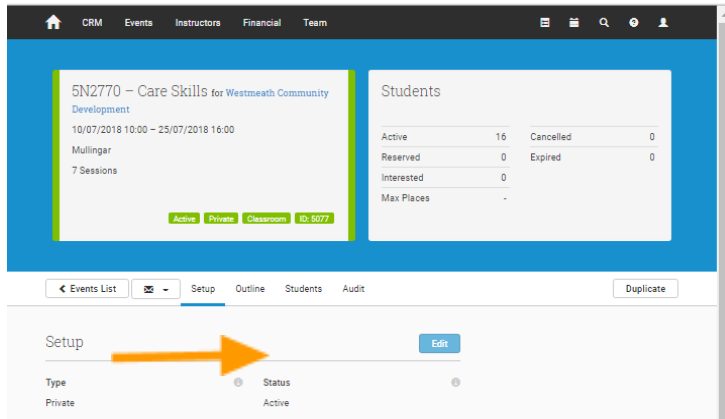 CRM Events Instructors Financial Team
5N2770 – Care Skills for Westmeath Community
Development
10/07/2018 10:00 – 25/07/2018 16:00
Mullingar
7 Sessions
Active Private Classroom ID: 5077
Students
Active 16 Cancelled 0
Reserved 0 Expired 0
Interested 0
Max Places -
Events List Setup Outline Students Audit Duplicate
Setup Edit
Type Status
Private Active